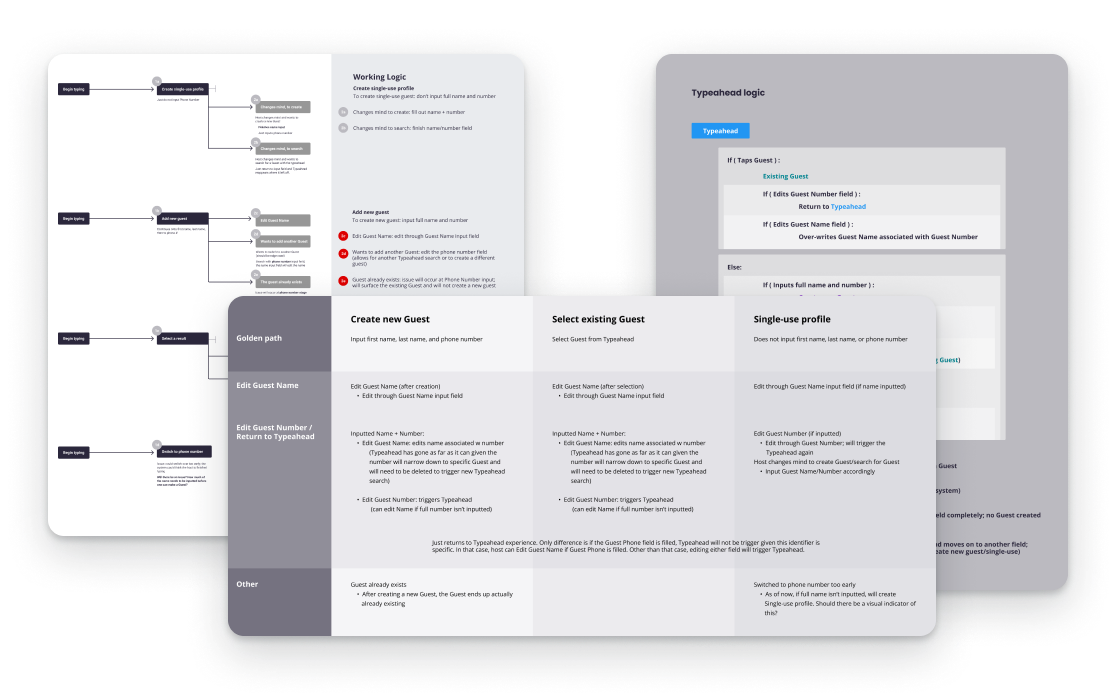 Begin typing
Create single-use profile
Changes mind, to create
Changes mind, to search
Begin typing
Add new guest
Edit Guest Name
Wants to add another Guest
The guest already exists
Begin typing
Select a result
Begin typing
Switch to phone number
Working Logic
Create single-use profile
To create single-use guest: don't input full name and number
Changes mind to create: fill our name + number
Changes mind to search: finish name/number field
Add new guest
To create new guest: input full name and number
Edit Guest Name: edit through Guest Name input field
Wants to add another Guest: edit the phone number field
(allows for another Typeahead search or to create a different
guest)
Guest already exists: issue will occur at Phone Number input;
will surface the existing Guest and will not create a new guest
Typeahead logic
Typeahead
If ( Taps Guest ) :
Existing Guest
If ( Edits Guest Number field ) :
Return to Typeahead
If ( Edits Guest Name field ) :
Over-writes Guest Name associated with Guest Number
Else:
If ( Inputs full name and number ) :
Guest)
Guest
system)
eld completely; no Guest created
nd moves on to another field;
eate new guest/single-use)
Create new Guest
Select existing Guest
Single-use profile
Golden path
Input first name, last name, and phone number
Select Guest from Typeahead
Does not input first name, last name, or phone number
Edit Guest Name
Edit Guest Name (after creation)
• Edit through Guest Name input field
Edit Guest Name (after selection)
• Edit through Guest Name input field
Edit through Guest Name input field (if name inputted)
Edit Guest Number /
Return to Typeahead
Inputted Name + Number:
• Edit Guest Name: edits name associated w number
(Typeahead has gone as far as it can given the
number will narrow down to specific Guest and
will need to be deleted to trigger new Typeahead
search)
• Edit Guest Number: triggers Typeahead
(can edit Name if full number isn't inputted)
Inputted Name + Number:
• Edit Guest Name: edits name associated w number
(Typeahead has gone as far as it can given the
number will narrow down to specific Guest and
will need to be deleted to trigger new Typeahead
search)
• Edit Guest Number: triggers Typeahead
(can edit Name if full number isn't inputted)
Edit Guest Number (if inputted)
• Edit through Guest Number; will trigger the
Typeahead again
Host changes mind to create Guest/search for Guest
• Input Guest Name/Number accordingly
Just returns to Typeahead experience. Only difference is if the Guest Phone field is filled, Typeahead will not be trigger given this identifier is
specific. In that case, host can Edit Guest Name if Guest Phone is filled. Other than that case, editing either field will trigger Typeahead.
Other
Guest already exists
• After creating a new Guest, the Guest ends up actually
already existing
Switched to phone number too early
• As of now, if full name isn't inputted, will create
Single-use profile. Should there be a visual indicator of
this?